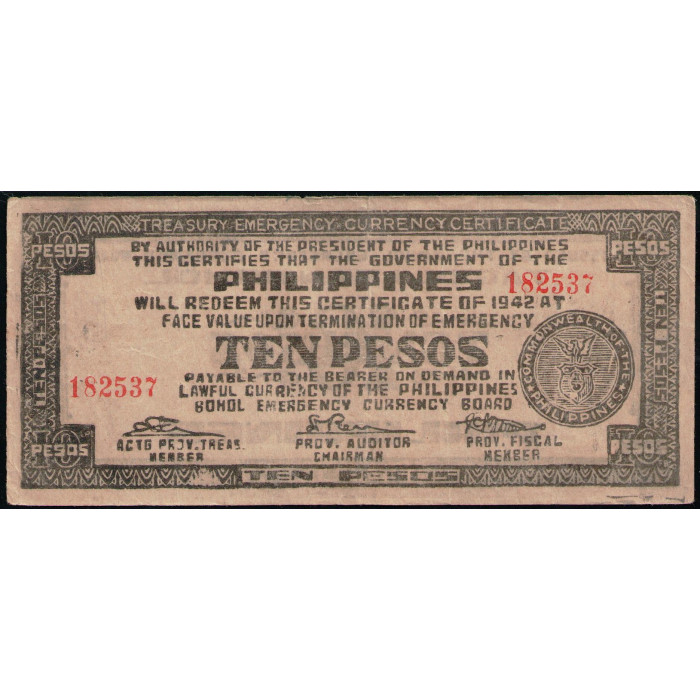 TREASURY EMERGENCY CURRENCY CERTIFICATE
PESOS PESOS
BY AUTHORITY OF THE PRESIDENT OF THE PHILIPPINES
THIS CERTIFIES THAT THE GOVERNMENT OF THE
PHILIPPINES 182537
WILL REDEEM THIS CERTIFICATE OF 1942 AT
FACE VALUE UPON TERMINATION OF EMERGENCY
TEN PESOS
182537
PAYABLE TO THE BEARER ON DEMAND IN
LAWFUL CURRENCY OF THE PHILIPPINES
BOHOL EMERGENCY CURRENCY BOARD
COMMONWEALTH OF THE
PHILIPPINES
TEN PESOS
TEN PESOS
ACTG PROV. TREAS. PROV. AUDITOR PROV. FISCAL
MEMBER CHAIRMAN MEMBER
PESOS PESOS
TEN PESOS